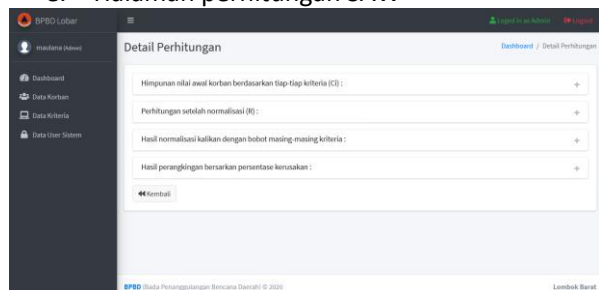 Halaman perhitungan SAW
BPBD Lobar
Loged in as Admin Logout
maulana (Admin)
Detail Perhitungan
Dashboard / Detail Perhitungan
Dashboard
Data Korban
Data Kriteria
Data User Sistem
Himpunan nilai awal korban berdasarkan tiap-tiap kriteria (Ci) :
Perhitungan setelah normalisasi (R) :
Hasil normalisasi kalikan dengan bobot masing-masing kriteria :
Hasil perangkingan bersarkan persentase kerusakan :
Kembali
BPBD (Bada Penanggulangan Bencana Daerah) © 2020
Lombok Barat